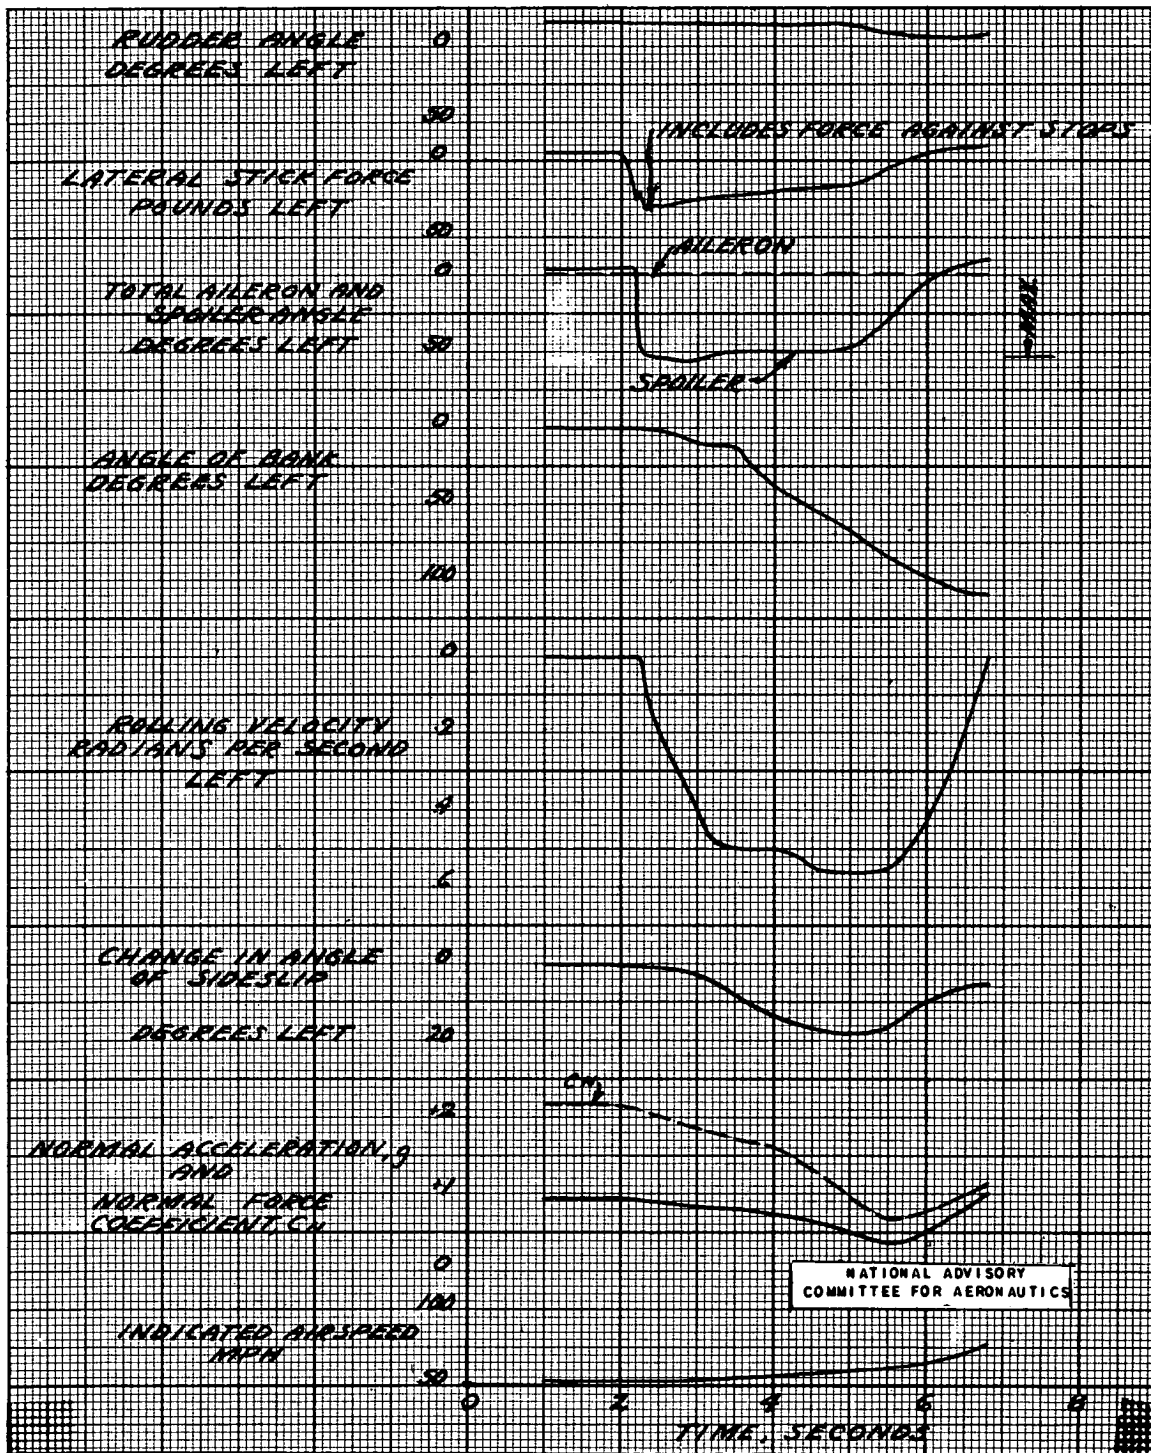 RUDDER ANGLE 0
DEGREES LEFT
50
INCLUDES FORCE AGAINST STOPS
0
LATERAL STICK FORCE
POUNDS LEFT
50
AILERON
0
TOTAL AILERON AND
SPOILER ANGLE
DEGREES LEFT 50
MAX.
SPOILER
0
ANGLE OF BANK
DEGREES LEFT
50
100
0
ROLLING VELOCITY .2
RADIANS PER SECOND
LEFT
.4
.6
CHANGE IN ANGLE 0
OF SIDESLIP
DEGREES LEFT 20
CN
+2
NORMAL ACCELERATION, g
AND
+1
NORMAL FORCE
COEFFICIENT, CN
0
NATIONAL ADVISORY
COMMITTEE FOR AERONAUTICS
100
INDICATED AIRSPEED
MPH
50
0 2 4 6 8
TIME, SECONDS